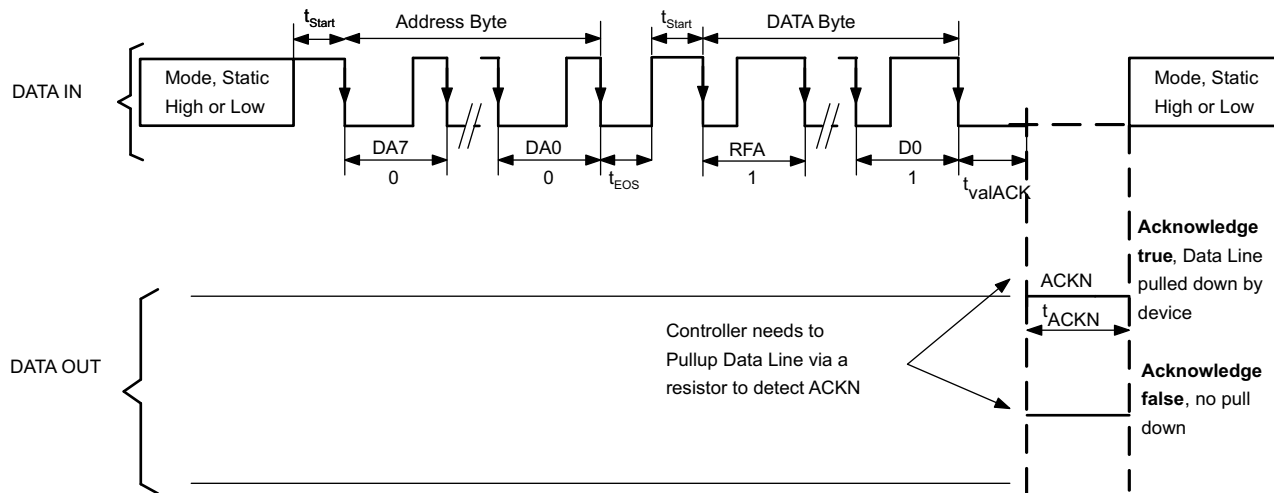 tStart
Address Byte
tStart
DATA Byte
DATA IN
Mode, Static
High or Low
Mode, Static
High or Low
DA7
0
DA0
0
tEOS
RFA
1
D0
1
tvalACK
Acknowledge
true, Data Line
pulled down by
device
ACKN
tACKN
Controller needs to
Pullup Data Line via a
resistor to detect ACKN
DATA OUT
Acknowledge
false, no pull
down